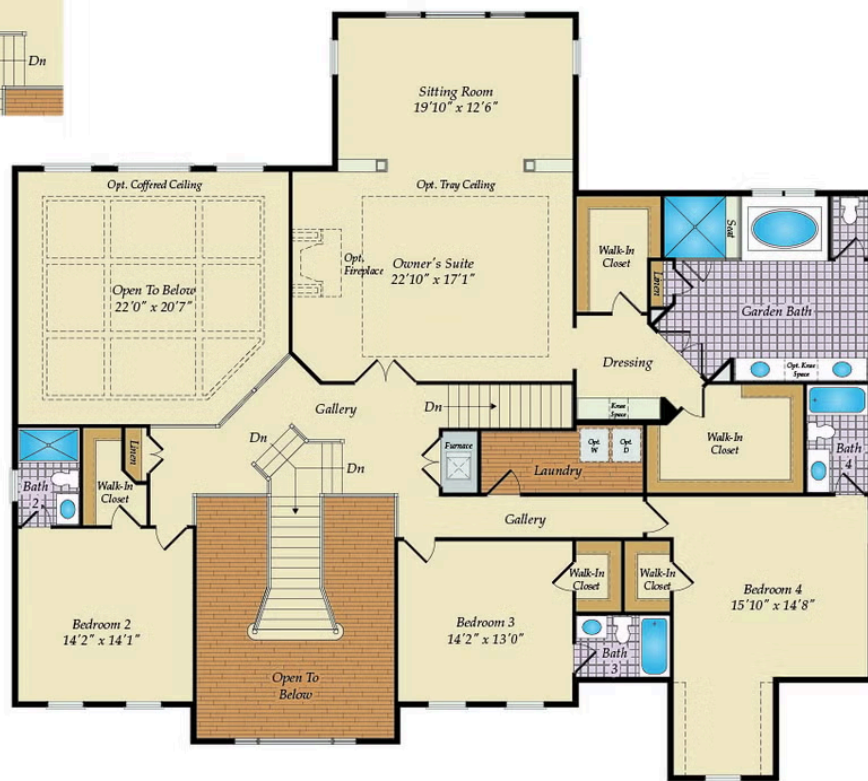 Dn
Sitting Room
19'10" x 12'6"
Opt. Coffered Ceiling
Opt. Tray Ceiling
Open To Below
22'0" x 20'7"
Opt.
Fireplace
Owner's Suite
22'10" x 17'1"
Walk-In
Closet
Seat
Linen
Garden Bath
Dressing
Opt. Knee
Space
Knee
Space
Gallery
Dn
Dn
Dn
Furnace
Laundry
Opt.
W
Opt.
D
Walk-In
Closet
Bath
4
Linen
Bath
2
Walk-In
Closet
Gallery
Bedroom 2
14'2" x 14'1"
Open To
Below
Bedroom 3
14'2" x 13'0"
Walk-In
Closet
Walk-In
Closet
Bedroom 4
15'10" x 14'8"
Bath
3